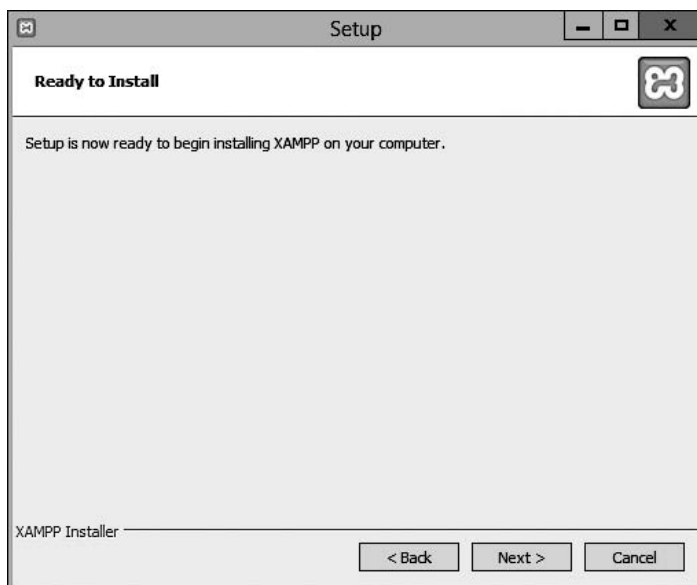 Setup
Ready to Install
Setup is now ready to begin installing XAMPP on your computer.
XAMPP Installer
< Back Next > Cancel